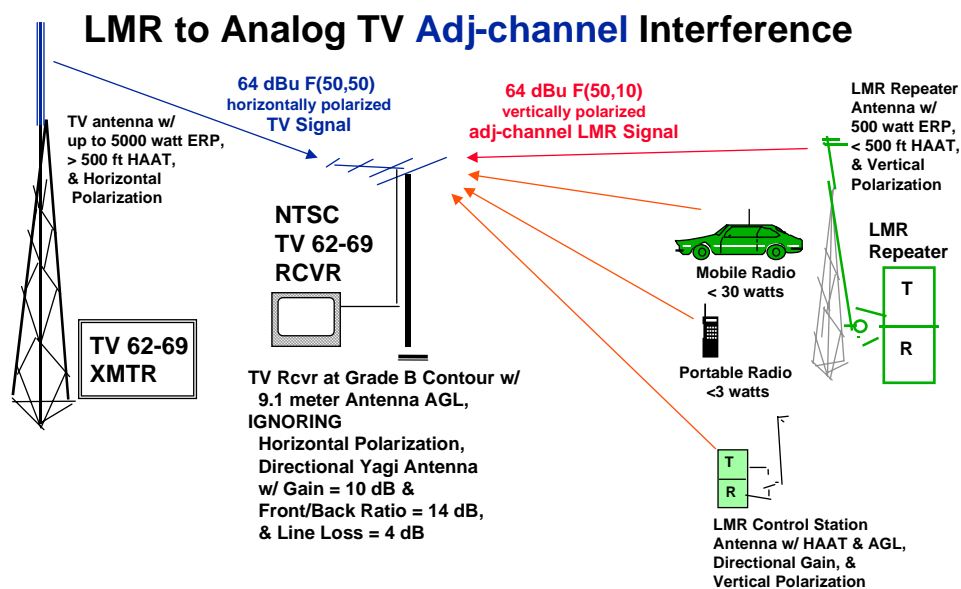 LMR to Analog TV Adj-channel Interference
64 dBu F(50,50)
horizontally polarized
TV Signal
64 dBu F(50,10)
vertically polarized
adj-channel LMR Signal
TV antenna w/
up to 5000 watt ERP,
> 500 ft HAAT,
& Horizontal
Polarization
LMR Repeater
Antenna w/
500 watt ERP,
< 500 ft HAAT,
& Vertical
Polarization
NTSC
TV 62-69
RCVR
LMR
Repeater
T
R
Mobile Radio
< 30 watts
TV 62-69
XMTR
Portable Radio
<3 watts
TV Rcvr at Grade B Contour w/
9.1 meter Antenna AGL,
IGNORING
Horizontal Polarization,
Directional Yagi Antenna
w/ Gain = 10 dB &
Front/Back Ratio = 14 dB,
& Line Loss = 4 dB
T
R
LMR Control Station
Antenna w/ HAAT & AGL,
Directional Gain, &
Vertical Polarization